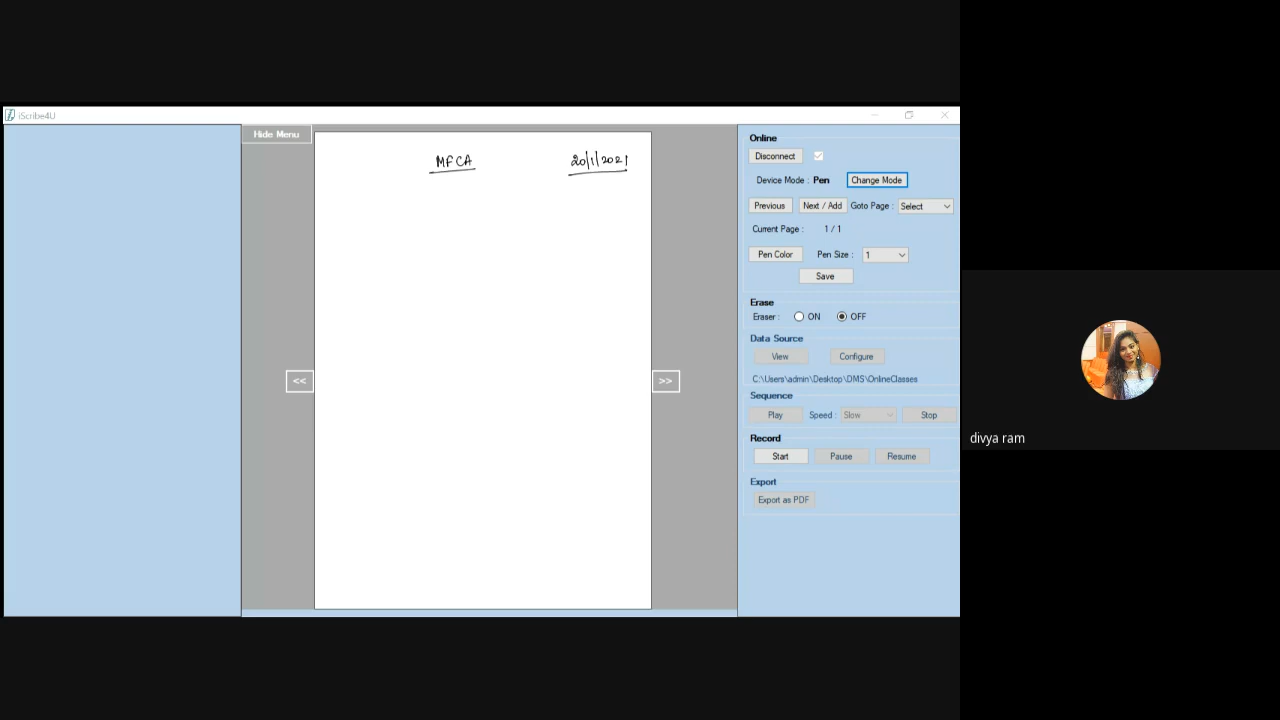 iScribe4U
Hide Menu
MFCA 20/1/2021
<<
>>
Online
Disconnect
Device Mode : Pen Change Mode
Previous Next / Add Goto Page : Select
Current Page : 1 / 1
Pen Color Pen Size : 1
Save
Erase
Eraser : ON OFF
Data Source
View Configure
C:\Users\admin\Desktop\DMS\OnlineClasses
Sequence
Play Speed : Slow Stop
Record
Start Pause Resume
Export
Export as PDF
divya ram